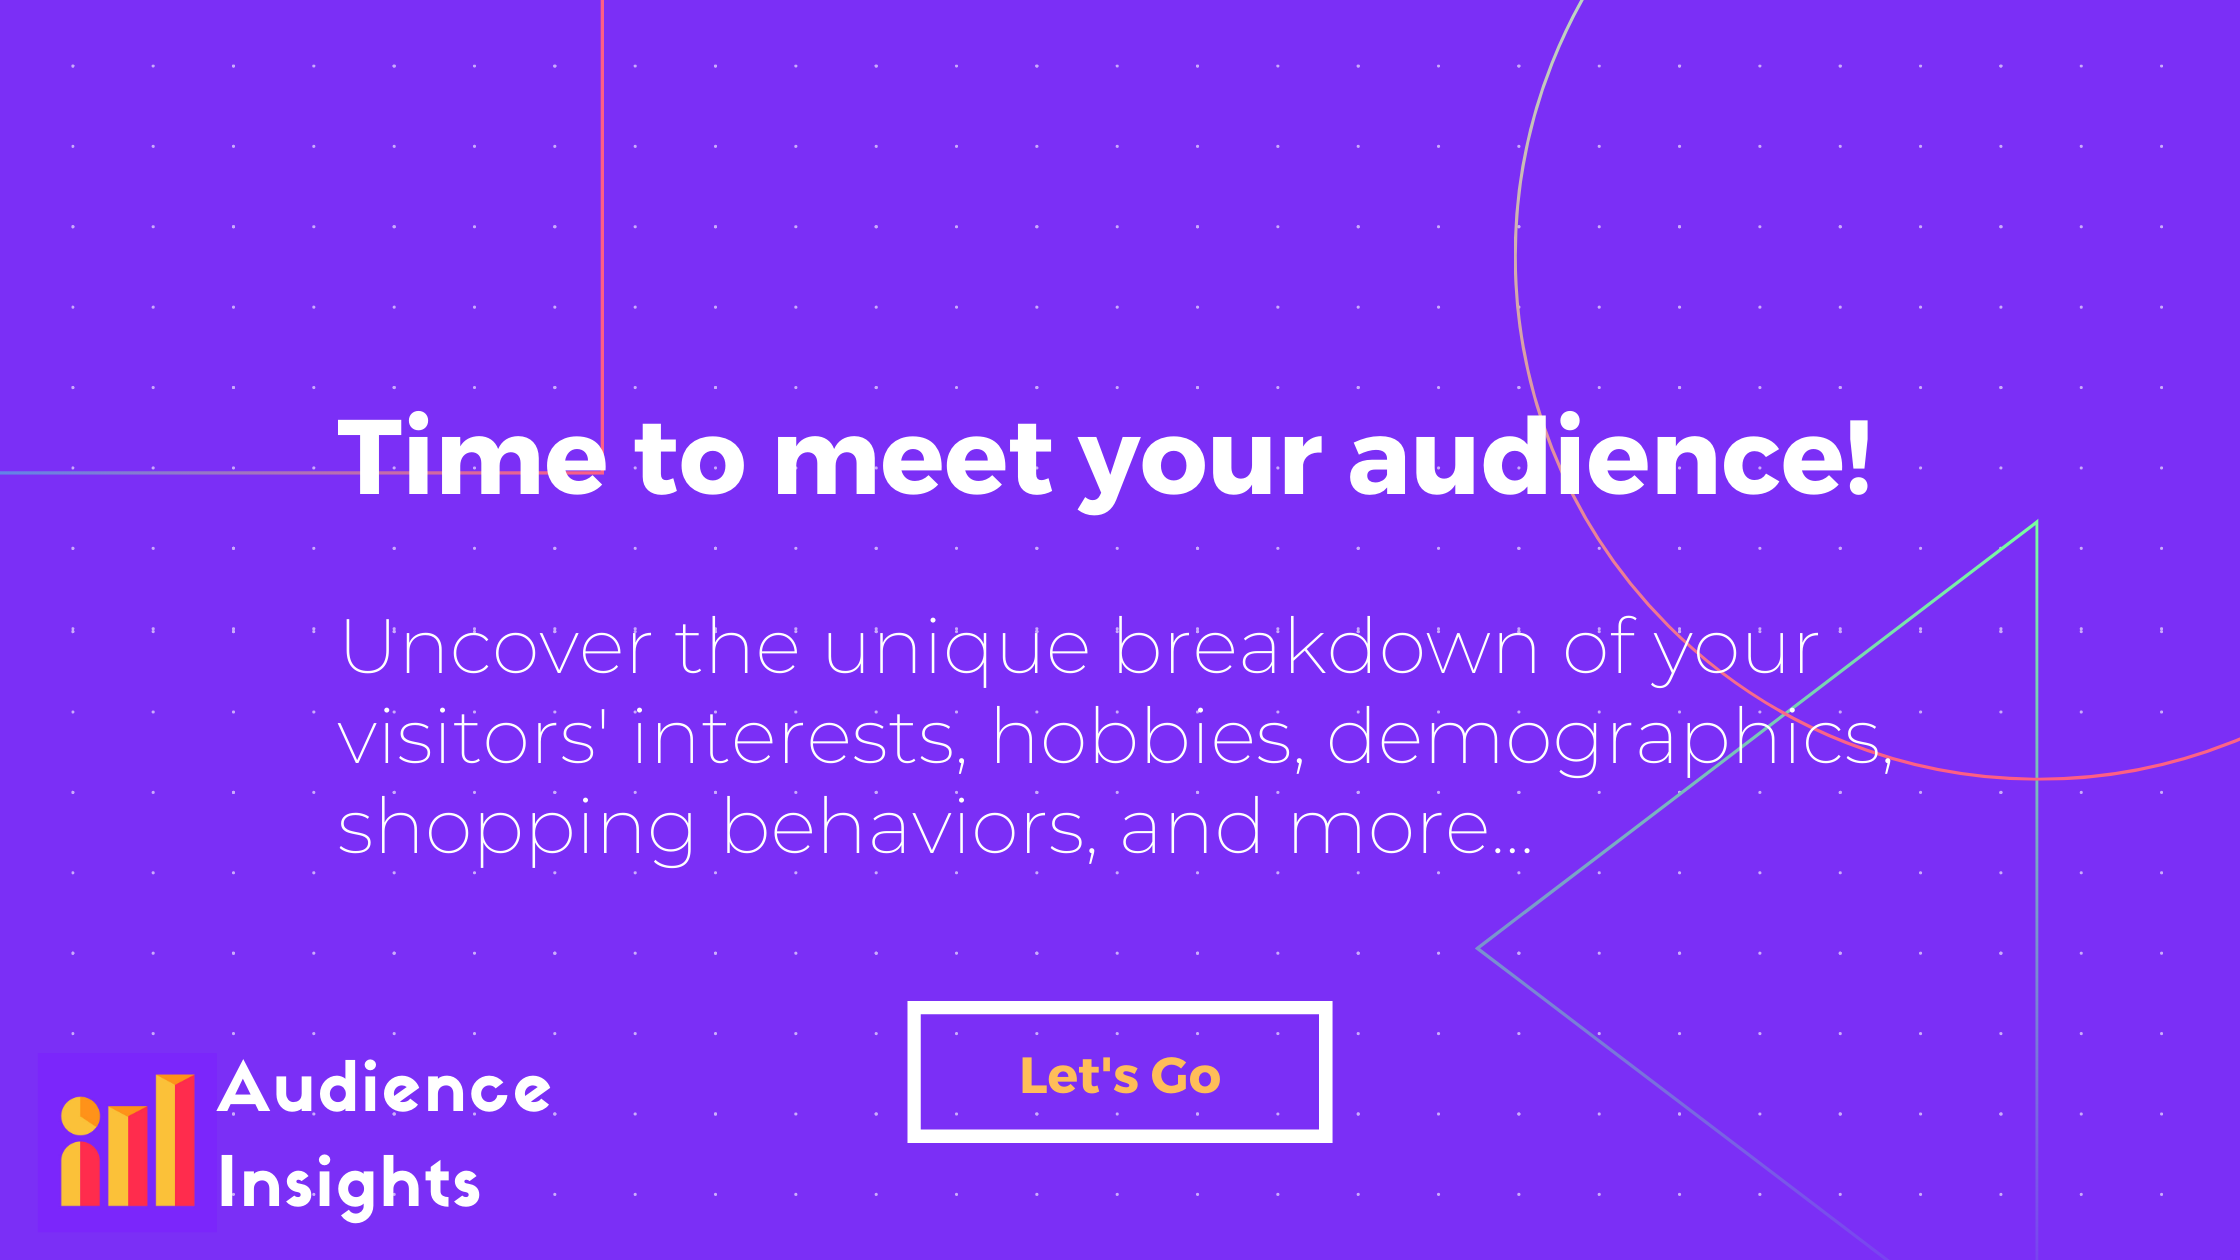 Time to meet your audience!
Uncover the unique breakdown of your
visitors' interests, hobbies, demographics,
shopping behaviors, and more...
Let's Go
Audience
Insights